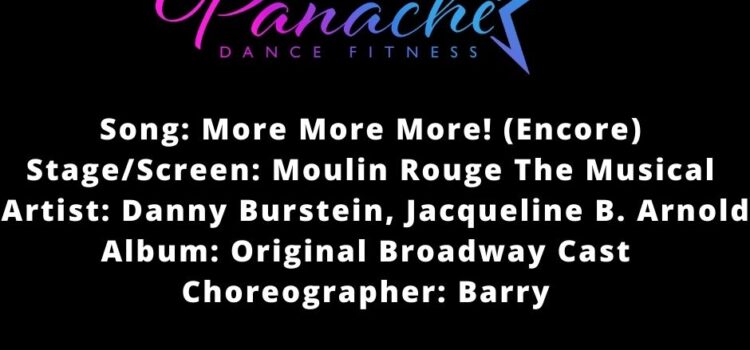 Panache
DANCE FITNESS
Song: More More More! (Encore)
Stage/Screen: Moulin Rouge The Musical
Artist: Danny Burstein, Jacqueline B. Arnold
Album: Original Broadway Cast
Choreographer: Barry